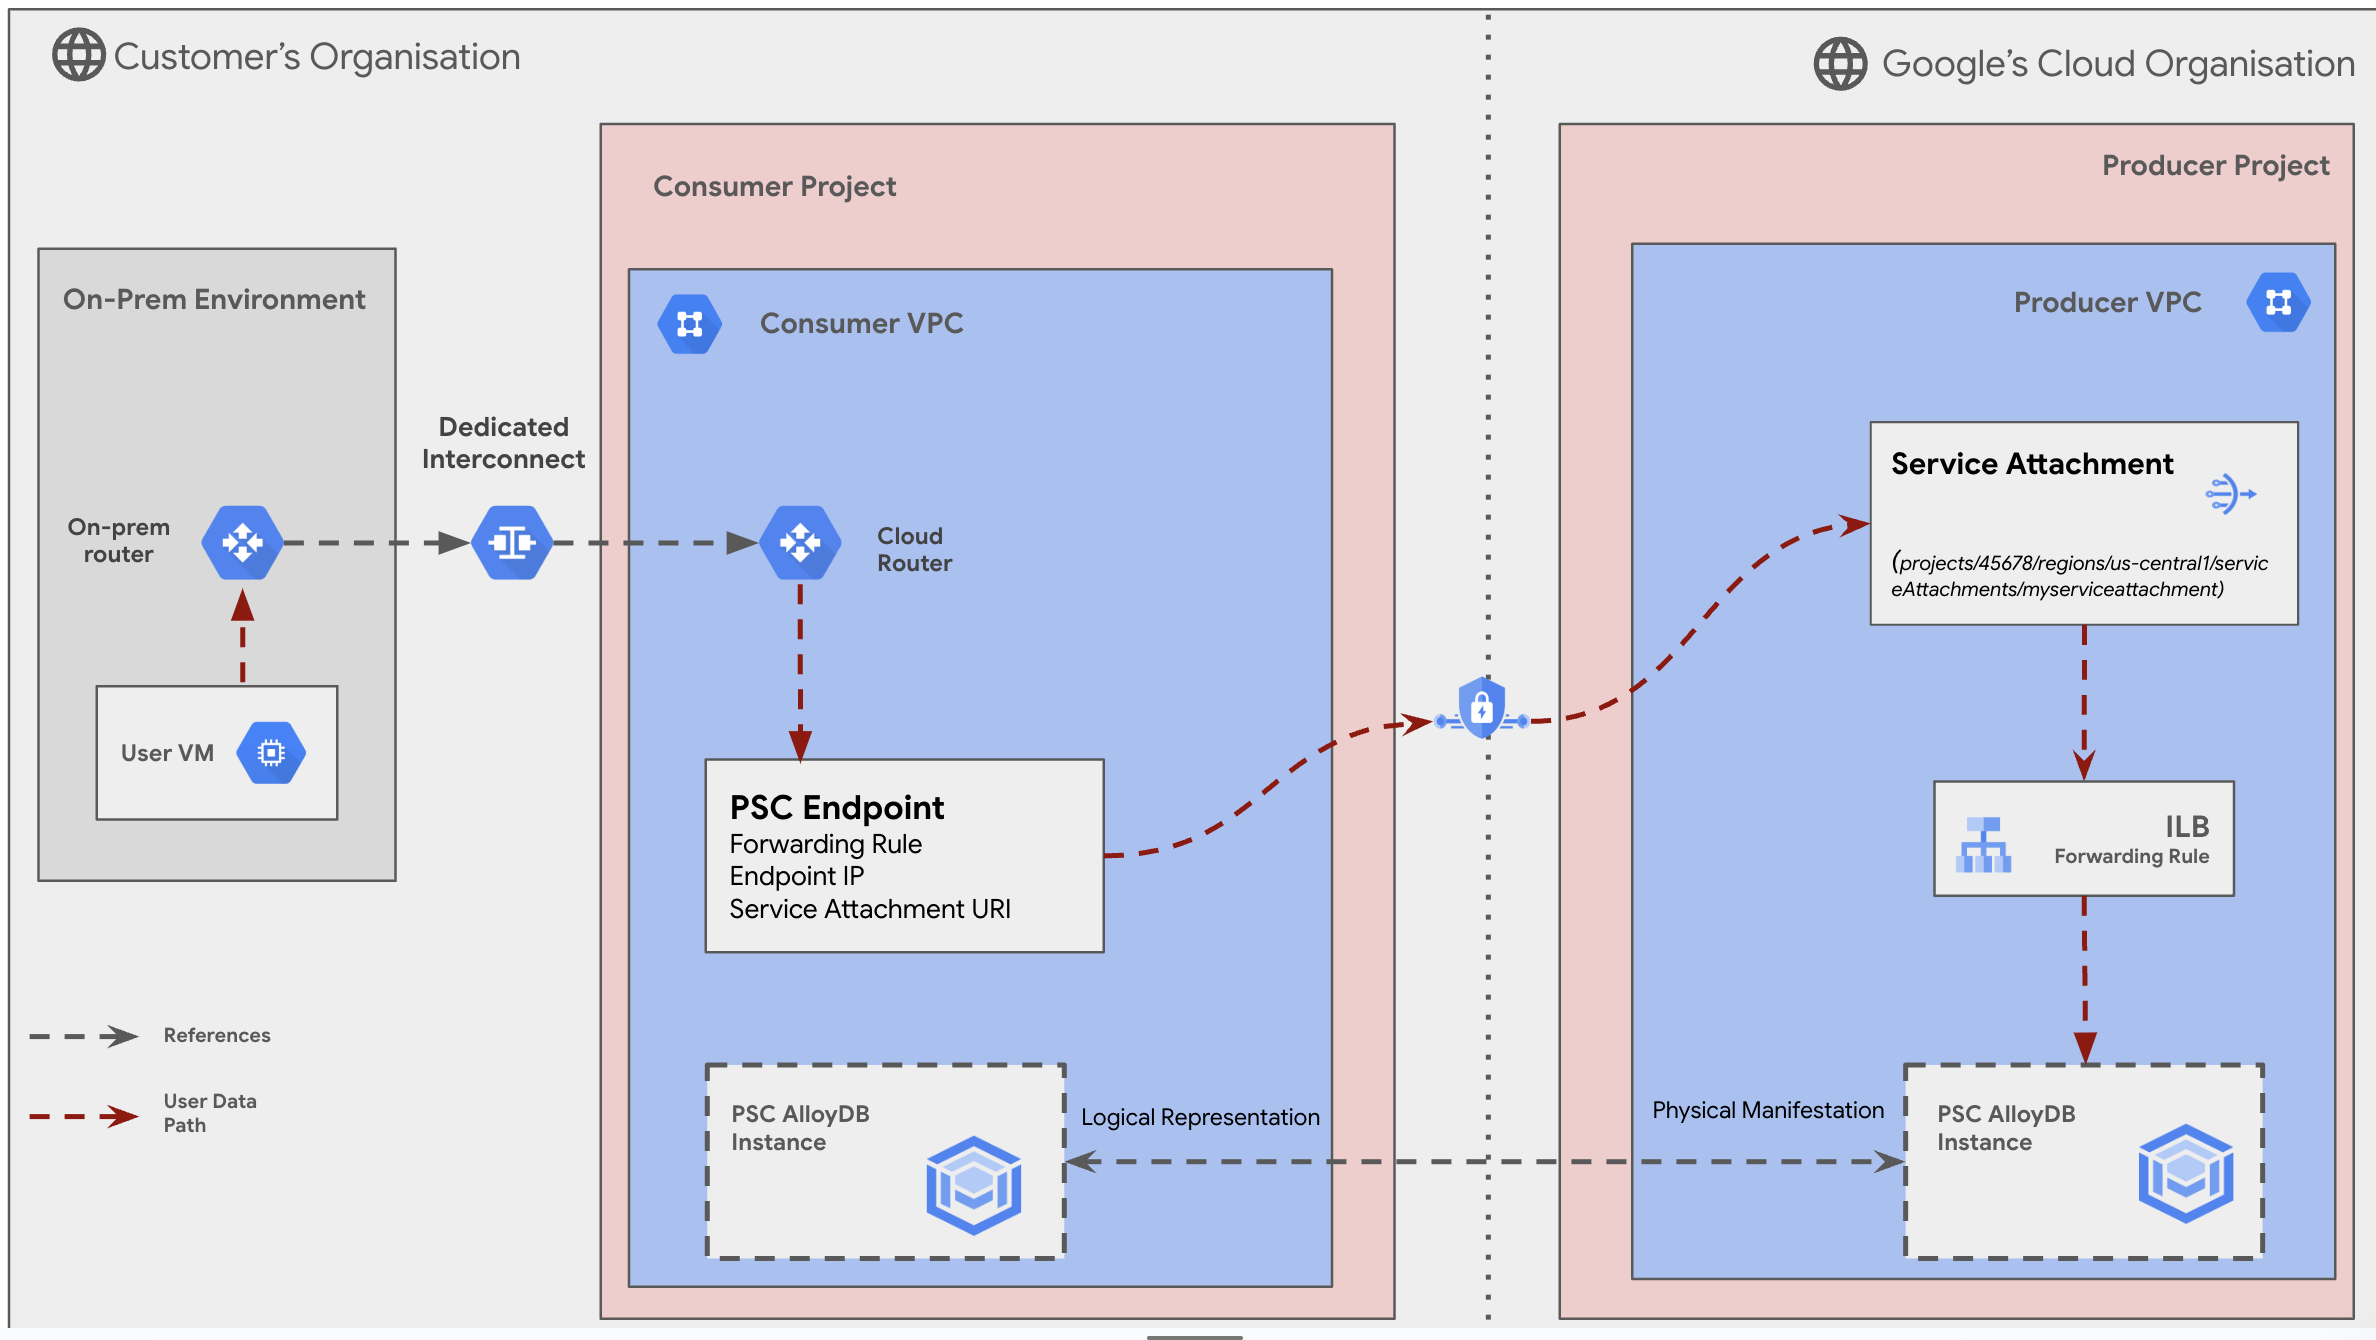 Customer's Organisation
Google's Cloud Organisation
Consumer Project
Producer Project
On-Prem Environment
Consumer VPC
Producer VPC
Dedicated
Interconnect
Service Attachment
On-prem
router
Cloud
Router
(projects/45678/regions/us-central1/servic
eAttachments/myserviceattachment)
User VM
PSC Endpoint
Forwarding Rule
Endpoint IP
Service Attachment URI
ILB
Forwarding Rule
References
User Data
Path
PSC AlloyDB
Instance
Logical Representation
Physical Manifestation
PSC AlloyDB
Instance